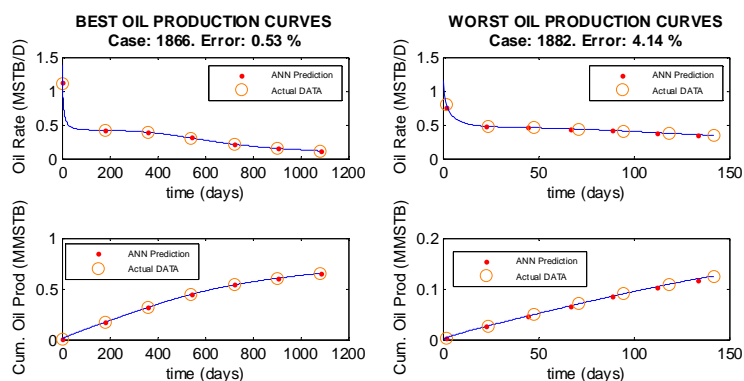 BEST OIL PRODUCTION CURVES
Case: 1866. Error: 0.53 %
Oil Rate (MSTB/D)
1.5
1
0.5
0
ANN Prediction
Actual DATA
0 200 400 600 800 1000 1200
time (days)
WORST OIL PRODUCTION CURVES
Case: 1882. Error: 4.14 %
Oil Rate (MSTB/D)
1.5
1
0.5
0
ANN Prediction
Actual DATA
0 50 100 150
time (days)
Cum. Oil Prod (MMSTB)
1
0.5
0
ANN Prediction
Actual DATA
0 200 400 600 800 1000 1200
time (days)
Cum. Oil Prod (MMSTB)
0.2
0.1
0
ANN Prediction
Actual DATA
0 50 100 150
time (days)